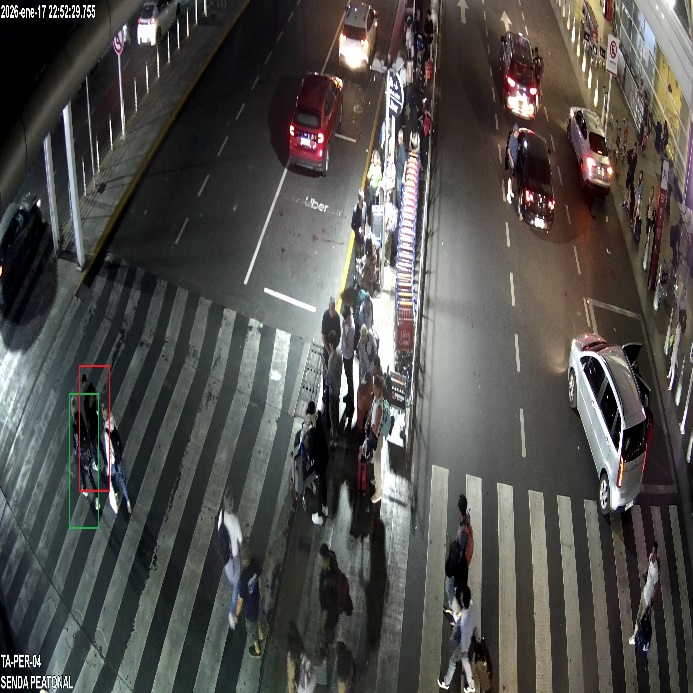 2026-ene-17 22:52:29.755
Uber
TA-PER-04
SENDA PEATONAL